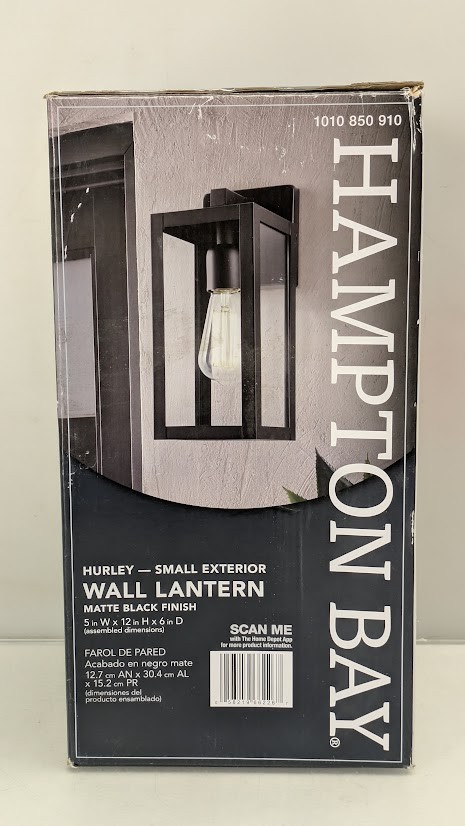 1010 850 910
HAMPTON BAY®
HURLEY — SMALL EXTERIOR
WALL LANTERN
MATTE BLACK FINISH
5 in W x 12 in H x 6 in D
(assembled dimensions)
SCAN ME
with The Home Depot App
for more product information.
FAROL DE PARED
Acabado en negro mate
12.7 cm AN x 30.4 cm AL
x 15.2 cm PR
(dimensiones del
producto ensamblado)